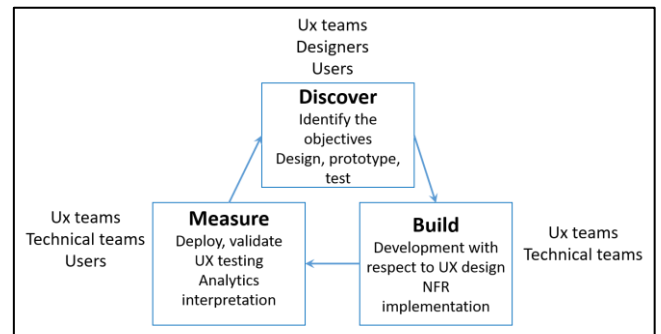 Ux teams
Designers
Users
Discover
Identify the
objectives
Design, prototype,
test
Ux teams
Technical teams
Users
Measure
Deploy, validate
UX testing
Analytics
interpretation
Build
Development with
respect to UX design
NFR
implementation
Ux teams
Technical teams